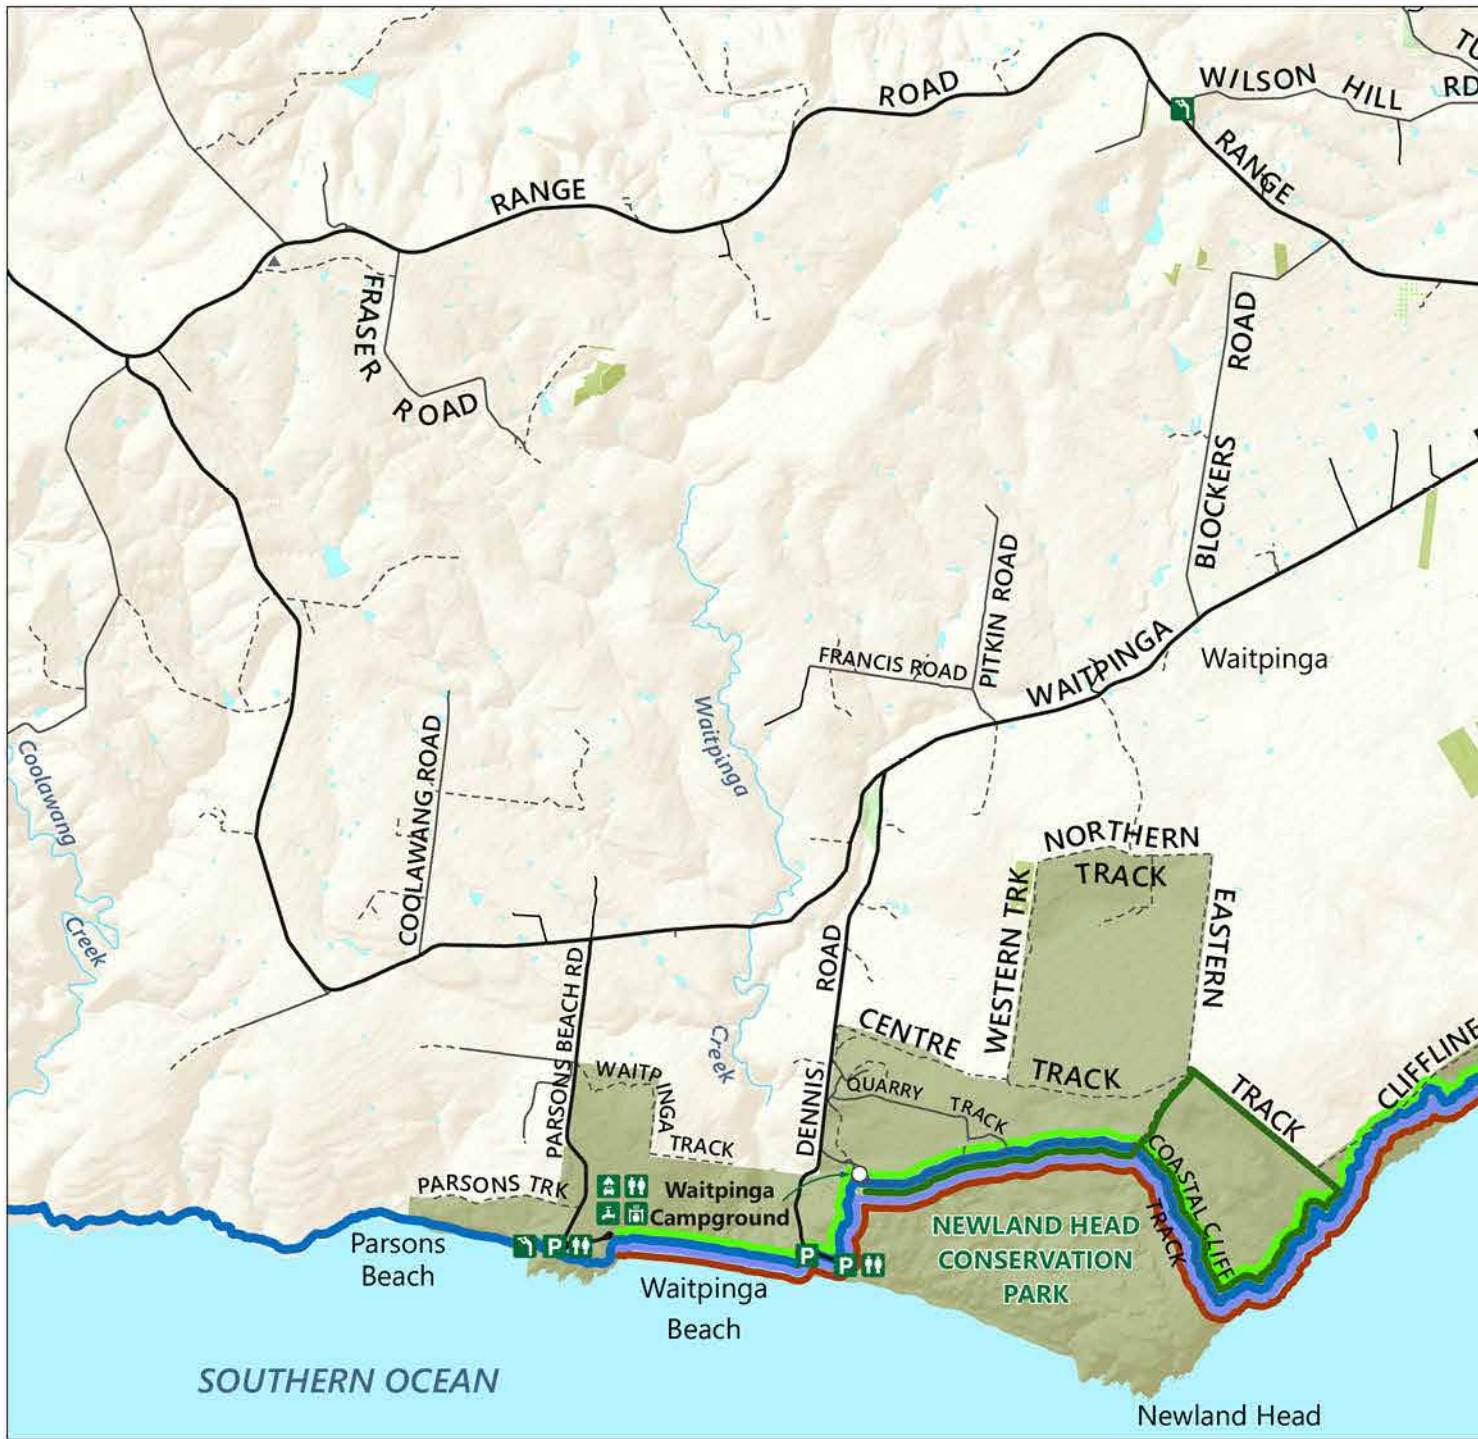 TU
WILSON HILL RD
ROAD
RANGE
RANGE
FRASER
ROAD
ROAD
BLOCKERS
PITKIN ROAD
FRANCIS ROAD
WAITPINGA
Waitpinga
Waitpinga
Creek
Coolawang
Creek
COOLAWANG ROAD
NORTHERN
TRACK
WESTERN TRK
EASTERN
PARSONS BEACH RD
ROAD
DENNIS
CENTRE
TRACK
QUARRY TRACK
TRACK
CLIFFLINE
WAITPINGA
TRACK
PARSONS TRK
COASTAL CLIFF
TRACK
Waitpinga
Campground
P
P
P
Parsons
Beach
Waitpinga
Beach
NEWLAND HEAD
CONSERVATION
PARK
SOUTHERN OCEAN
Newland Head